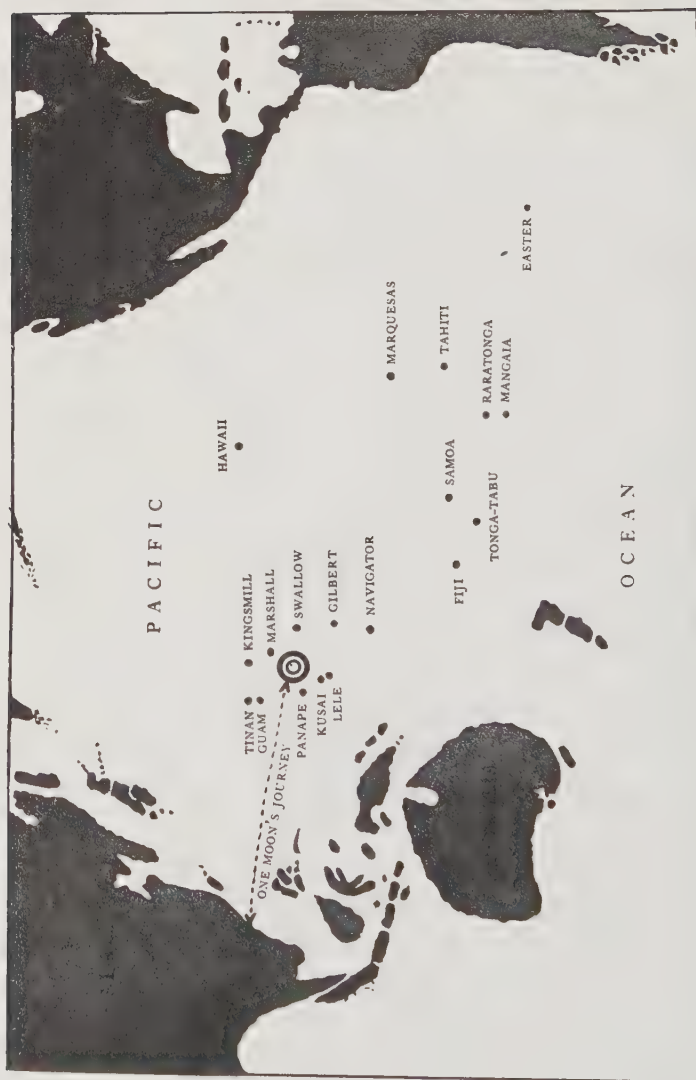 PACIFIC
HAWAII
KINGSMILL
MARSHALL
TINAN
GUAM
SWALLOW
PANAPE
ONE MOON'S JOURNEY
KUSAI
LELE
GILBERT
NAVIGATOR
MARQUESAS
SAMOA
TAHITI
FIJI
TONGA-TABU
RARATONGA
MANGAIA
EASTER
OCEAN